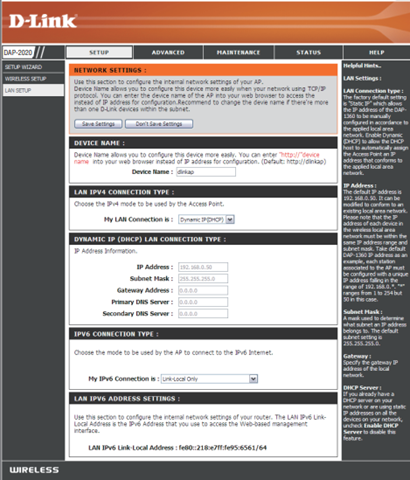 D-Link
DAP-2020
SETUP
ADVANCED
MAINTENANCE
STATUS
HELP
SETUP WIZARD
WIRELESS SETUP
LAN SETUP
NETWORK SETTINGS :
Use this section to configure the internal network settings of your AP.
Device Name allows you to configure this device more easily when your network using TCP/IP
protocol. You can enter the device name of the AP into your web browser to access the
instead of IP address for configuration.Recommend to change the devie name if there're more
than one D-Link devices within the subnet.
Save Settings
Don't Save Settings
DEVICE NAME :
Device Name allows you to configure this device more easily. You can enter "http://device
name into your web browser instead of IP address for configuration. (Default: http://dlinkap)
Device Name : dlinkap
LAN IPV4 CONNECTION TYPE :
Choose the IPv4 mode to be used by the Access Point.
My LAN Connection is : Dynamic IP(DHCP)
DYNAMIC IP (DHCP) LAN CONNECTION TYPE :
IP Address Information.
IP Address : 192.168.0.50
Subnet Mask : 255.255.255.0
Gateway Address : 0.0.0.0
Primary DNS Server : 0.0.0.0
Secondary DNS Server : 0.0.0.0
IPV6 CONNECTION TYPE :
Choose the mode to be used by the AP to connect to the IPv6 Internet.
My IPv6 Connection is : Link-Local Only
LAN IPV6 ADDRESS SETTINGS :
Use this section to configure the internal network settings of your router. The LAN IPv6 Link-
Local Address is the IPv6 Address that you use to access the Web-based management
interface.
LAN IPv6 Link-Local Address : fe80::218:e7ff:fe95:6561/64
Helpful Hints..
LAN Settings :
LAN Connection type :
The factory default setting
is "Static IP" which allows
the IP address of the DAP-
1360 to be manually
configured in accordance to
the applied local area
network. Enable Dynamic
(DHCP) to allow the DHCP
host to automatically assign
the Access Point an IP
address that conforms to
the applied local area
network.
IP Address :
The default IP address is
192.168.0.50. It can be
modified to conform to an
existing local area network.
Please note that the IP
address of each device in
the wireless local area
network must be within the
same IP address range and
subnet mask. Take default
DAP-1360 IP address as an
example, each station
associated to the AP must
be configured with a unique
IP address falling in the
range of 192.168.0.*. "*"
ranges from 1 to 254 but
50 in this case.
Subnet Mask :
A mask used to determine
what subnet an IP address
belongs to. The default
subnet setting is
255.255.255.0.
Gateway :
Specify the gateway IP
address of the local
network.
DHCP Server :
If you already have a
DHCP server on your
network or are using static
IP addresses on all the
devices on your network,
uncheck Enable DHCP
Server to disable this
feature.
WIRELESS